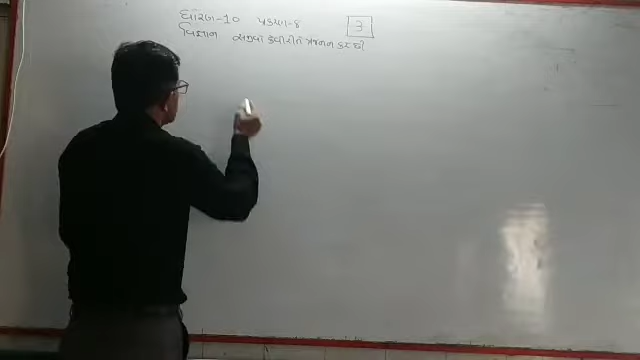 ધોરણ-10 પ્રકરણ-8 3
વિજ્ઞાન સજીવો કેવી રીતે પ્રજનન કરે છે